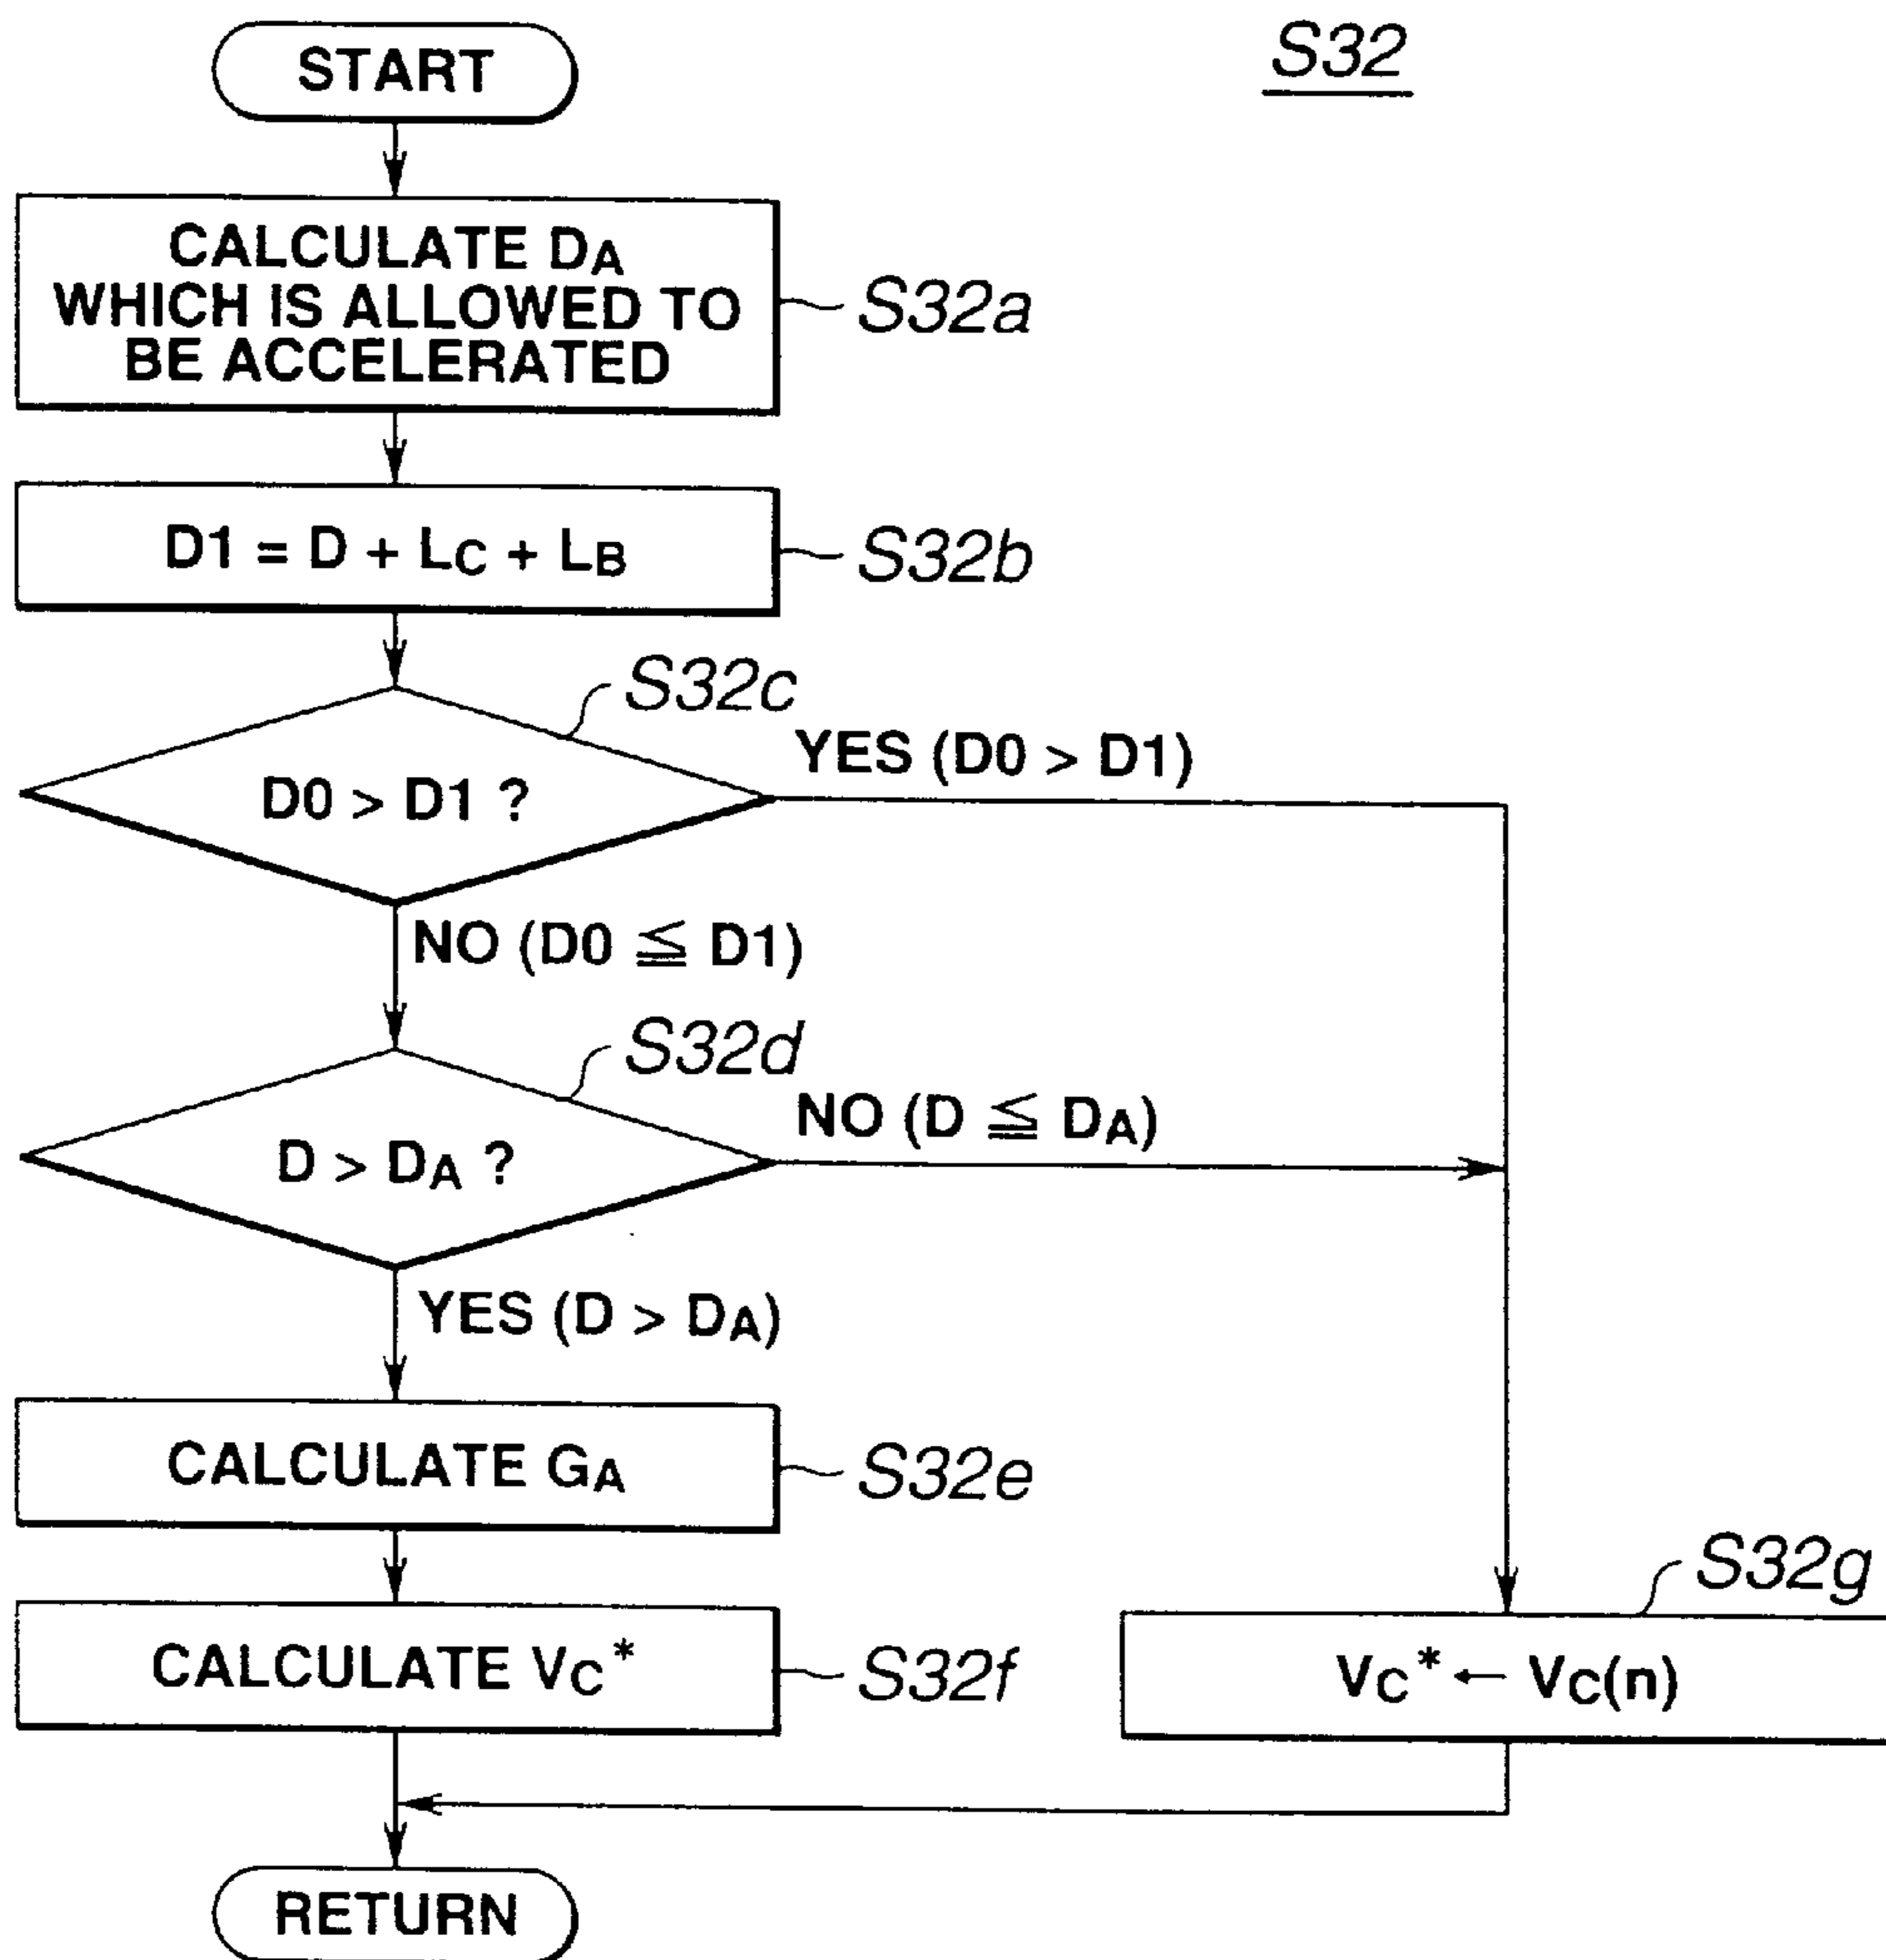 S32
START
CALCULATE DA
WHICH IS ALLOWED TO
BE ACCELERATED
S32a
D1 = D + LC + LB
S32b
S32c
D0 > D1 ?
YES (D0 > D1)
NO (D0 ≦ D1)
S32d
D > DA ?
NO (D ≦ DA)
YES (D > DA)
CALCULATE GA
S32e
CALCULATE VC*
S32f
S32g
VC* ← VC(n)
RETURN